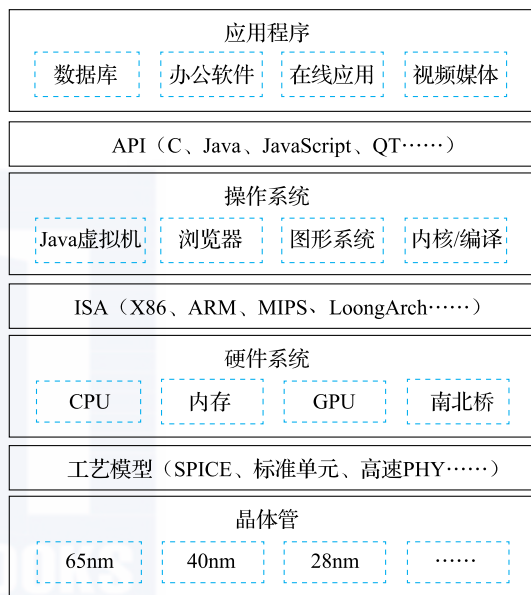 应用程序
数据库 办公软件 在线应用 视频媒体
API（C、Java、JavaScript、QT……）
操作系统
Java虚拟机 浏览器 图形系统 内核/编译
ISA（X86、ARM、MIPS、LoongArch……）
硬件系统
CPU 内存 GPU 南北桥
工艺模型（SPICE、标准单元、高速PHY……）
晶体管
65nm 40nm 28nm ……